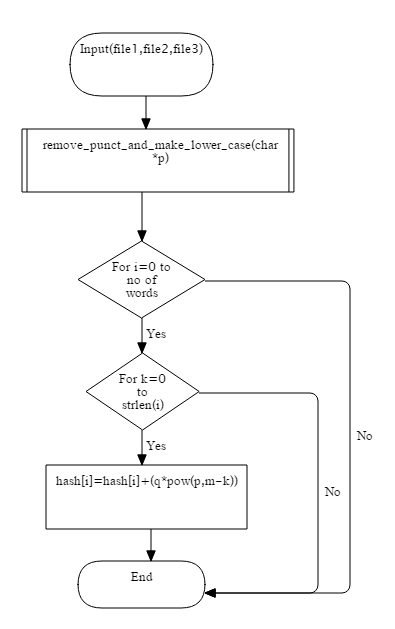 Input(file1,file2,file3)
remove_punct_and_make_lower_case(char
*p)
For i=0 to
no of
words
Yes
For k=0
to
strlen(i)
Yes
No
No
hash[i]=hash[i]+(q*pow(p,m-k))
End